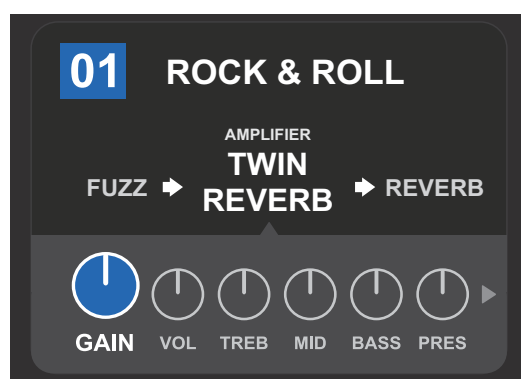 01 ROCK & ROLL
AMPLIFIER
TWIN
FUZZ REVERB REVERB
GAIN VOL TREB MID BASS PRES